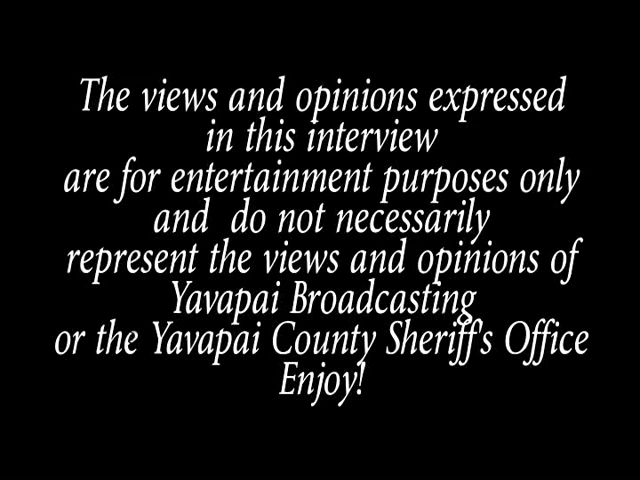 The views and opinions expressed
in this interview
are for entertainment purposes only
and  do not necessarily
represent the views and opinions of
Yavapai Broadcasting
or the Yavapai County Sheriff's Office
Enjoy!